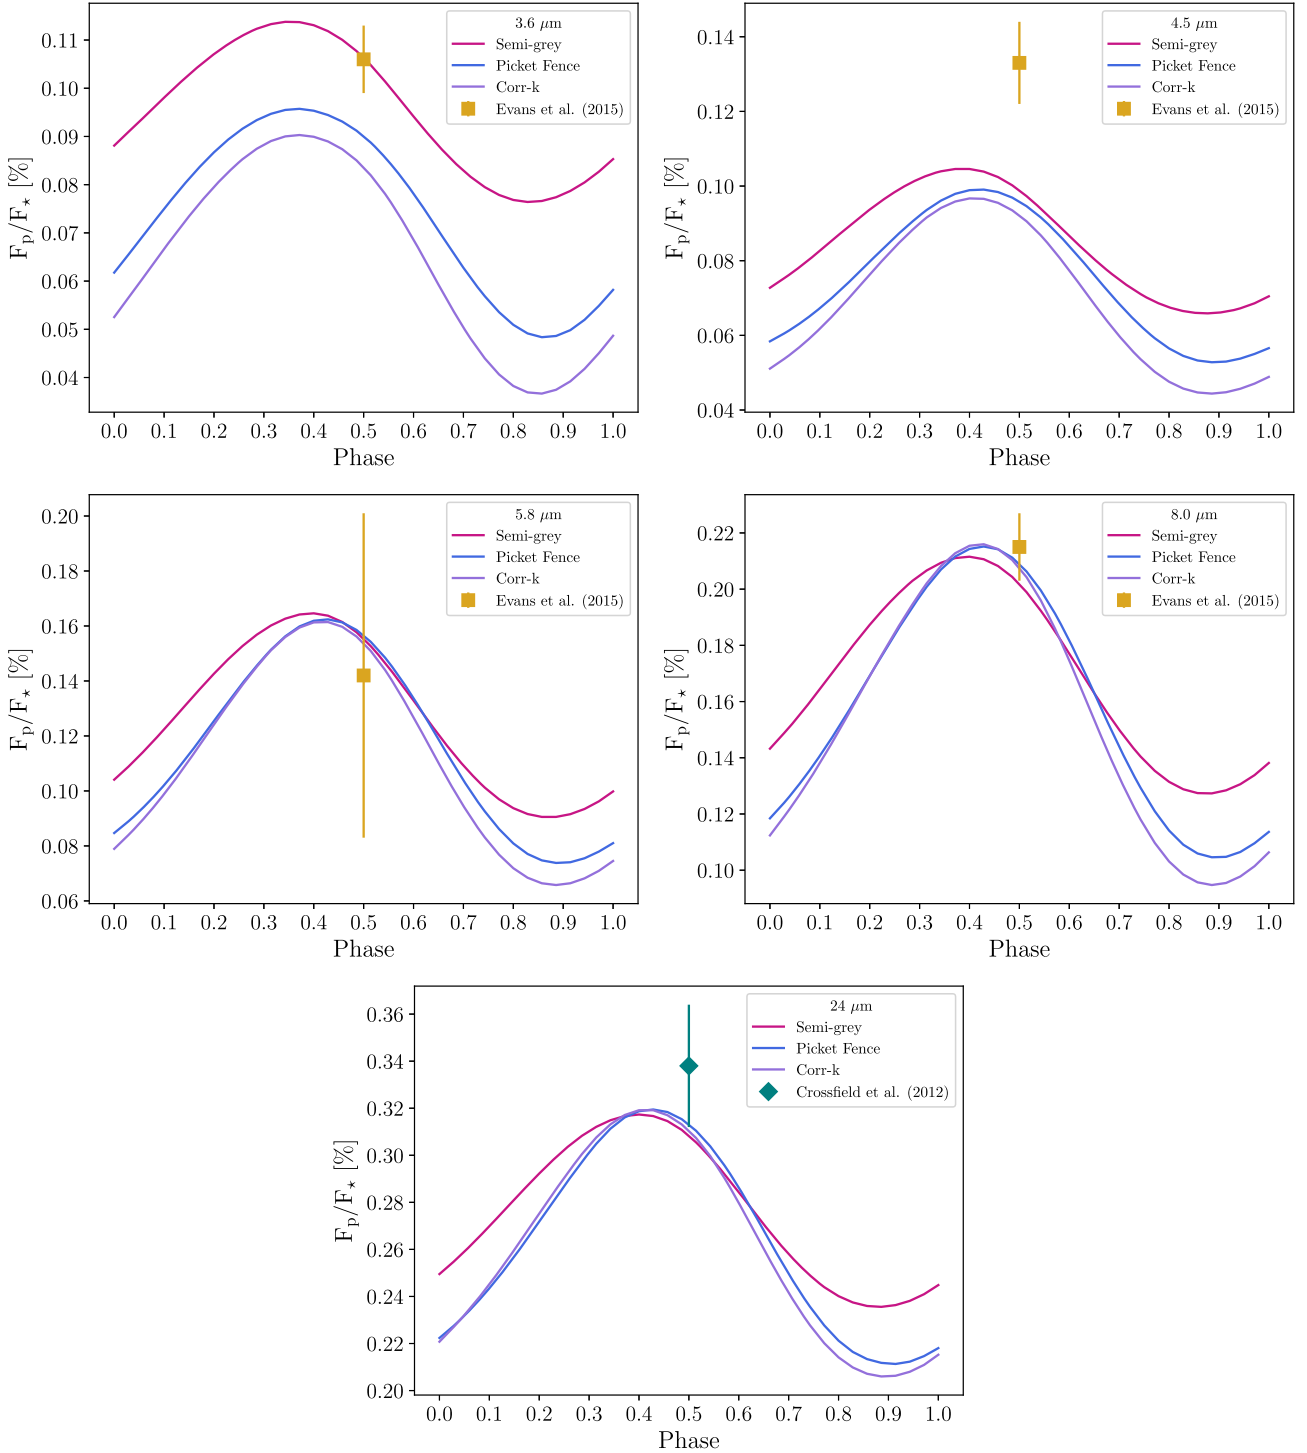 3.6 μm
Semi-grey
Picket Fence
Corr-k
Evans et al. (2015)
0.11
0.10
0.09
0.08
0.07
0.06
0.05
0.04
Fp/F⋆ [%]
0.0 0.1 0.2 0.3 0.4 0.5 0.6 0.7 0.8 0.9 1.0
Phase
4.5 μm
Semi-grey
Picket Fence
Corr-k
Evans et al. (2015)
0.14
0.12
0.10
0.08
0.06
0.04
Fp/F⋆ [%]
0.0 0.1 0.2 0.3 0.4 0.5 0.6 0.7 0.8 0.9 1.0
Phase
5.8 μm
Semi-grey
Picket Fence
Corr-k
Evans et al. (2015)
0.20
0.18
0.16
0.14
0.12
0.10
0.08
0.06
Fp/F⋆ [%]
0.0 0.1 0.2 0.3 0.4 0.5 0.6 0.7 0.8 0.9 1.0
Phase
8.0 μm
Semi-grey
Picket Fence
Corr-k
Evans et al. (2015)
0.22
0.20
0.18
0.16
0.14
0.12
0.10
Fp/F⋆ [%]
0.0 0.1 0.2 0.3 0.4 0.5 0.6 0.7 0.8 0.9 1.0
Phase
24 μm
Semi-grey
Picket Fence
Corr-k
Crossfield et al. (2012)
0.36
0.34
0.32
0.30
0.28
0.26
0.24
0.22
0.20
Fp/F⋆ [%]
0.0 0.1 0.2 0.3 0.4 0.5 0.6 0.7 0.8 0.9 1.0
Phase